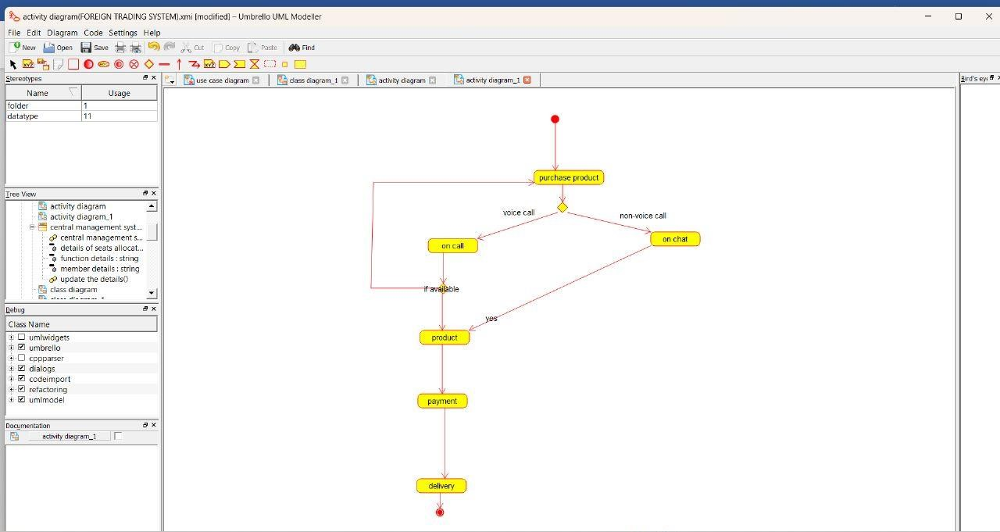 activity diagram(FOREIGN TRADING SYSTEM).xmi [modified] – Umbrello UML Modeller
File Edit Diagram Code Settings Help
New Open Save Cut Copy Paste Find
Stereotypes
Name Usage
folder 1
datatype 11
Tree View
activity diagram
activity diagram_1
central management syst...
central management s...
details of seats allocat...
function details : string
member details : string
update the details()
class diagram
class diagram_1
Debug
Class Name
umlwidgets
umbrello
cppparser
dialogs
codeimport
refactoring
umlmodel
Documentation
activity diagram_1
use case diagram class diagram_1 activity diagram activity diagram_1
Bird's eye
purchase product
voice call
non-voice call
on call
on chat
if available
yes
product
payment
delivery